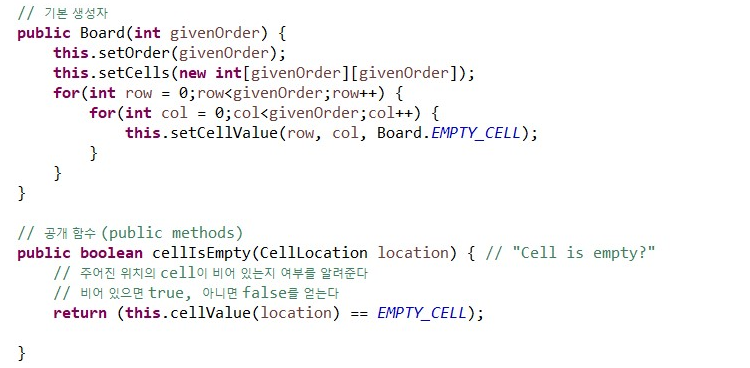 // 기본 생성자
public Board(int givenOrder) {
    this.setOrder(givenOrder);
    this.setCells(new int[givenOrder][givenOrder]);
    for(int row = 0;row<givenOrder;row++) {
        for(int col = 0;col<givenOrder;col++) {
            this.setCellValue(row, col, Board.EMPTY_CELL);
        }
    }
}

// 공개 함수 (public methods)
public boolean cellIsEmpty(CellLocation location) { // "Cell is empty?"
    // 주어진 위치의 cell이 비어 있는지 여부를 알려준다
    // 비어 있으면 true, 아니면 false를 얻는다
    return (this.cellValue(location) == EMPTY_CELL);

}